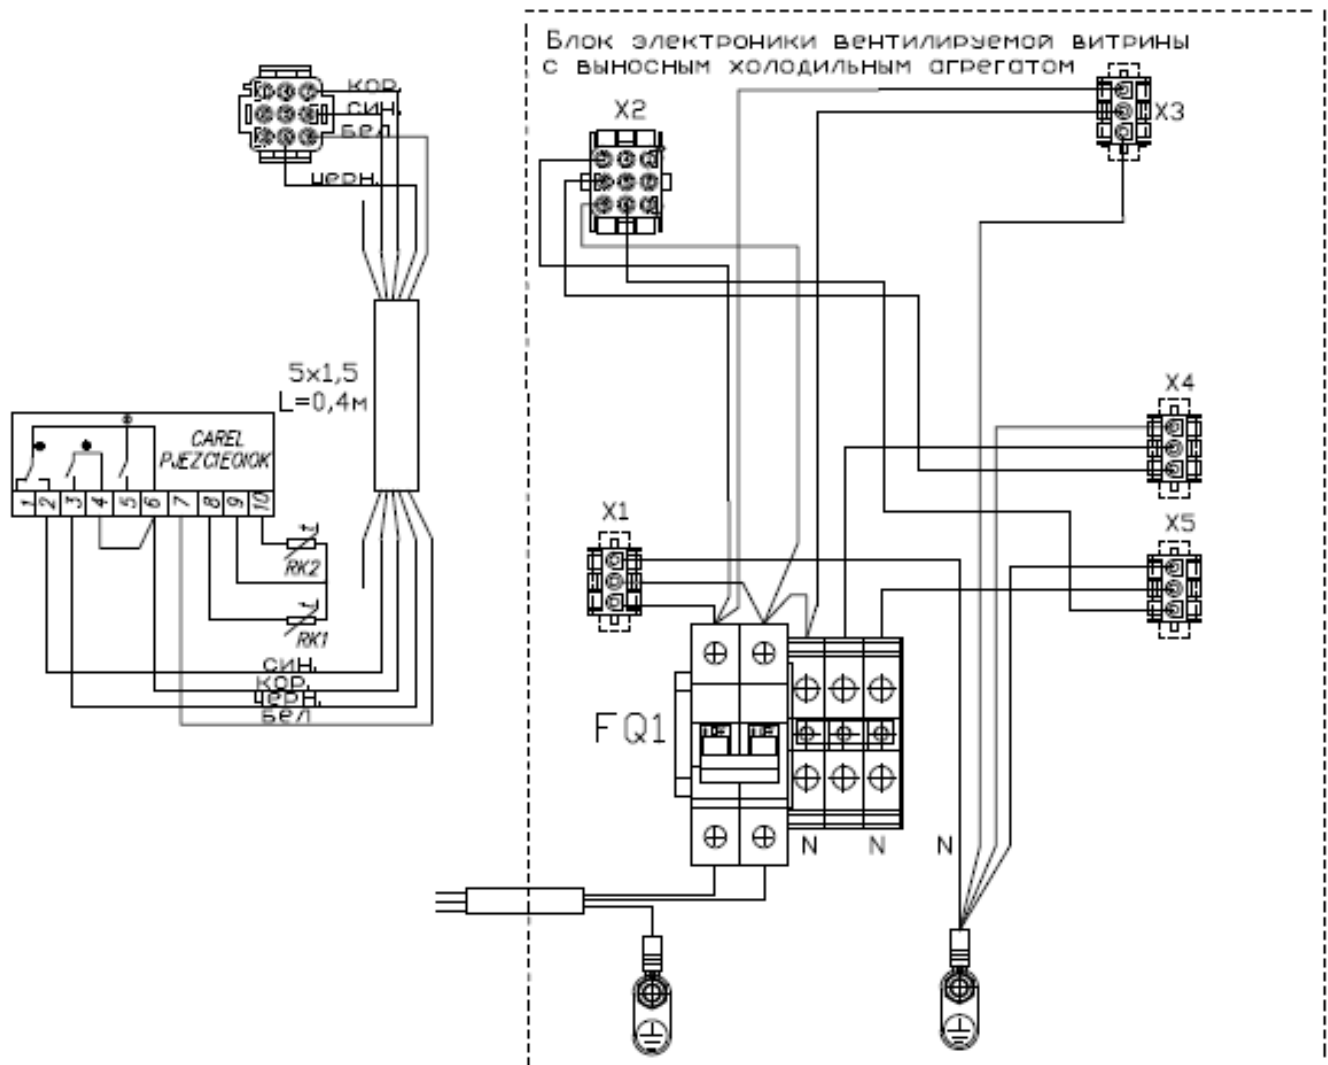 Блок электроники вентилируемой витрины
с выносным холодильным агрегатом
X2
X3
кор.
син.
бел
черн.
5x1,5
L=0,4м
X4
CAREL
PJEZC1E010K
1 2 3 4 5 6 7 8 9 10
X1
X5
RK2
RK1
син.
кор.
черн.
бел
FQ1
N N N